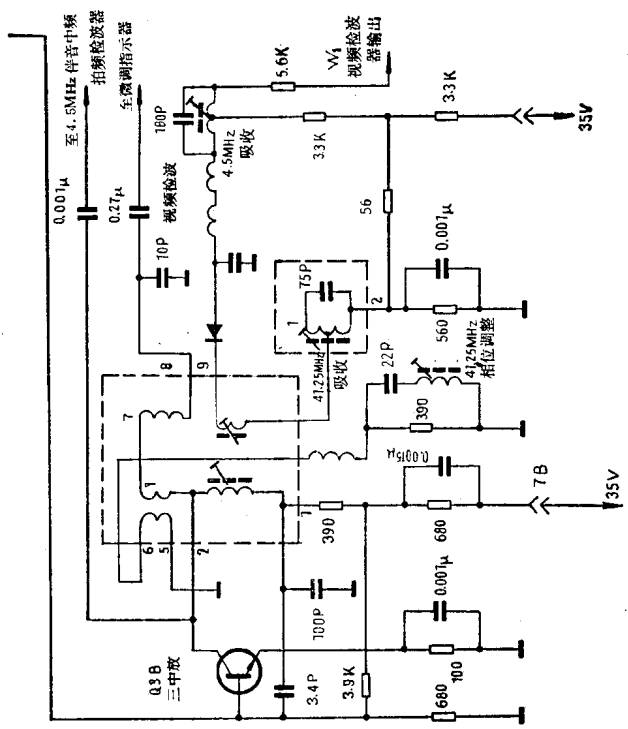 至4.5MHz伴音中频
拍频检波器
至微调指示器
W₁
视频检波
器输出
5.6K
3.3K
35V
180P
4.5MHz
吸收
3.3K
0.001μ
0.27μ
视频检波
10P
56
0.001μ
75P
1
2
560
41.25MHz
吸收
22P
41.25MHz
相位调整
390
8
9
7
1
6
5
2
1
390
0.0015μ
680
7B
35V
100P
0.001μ
100
Q3B
三中放
3.4P
3.9K
680